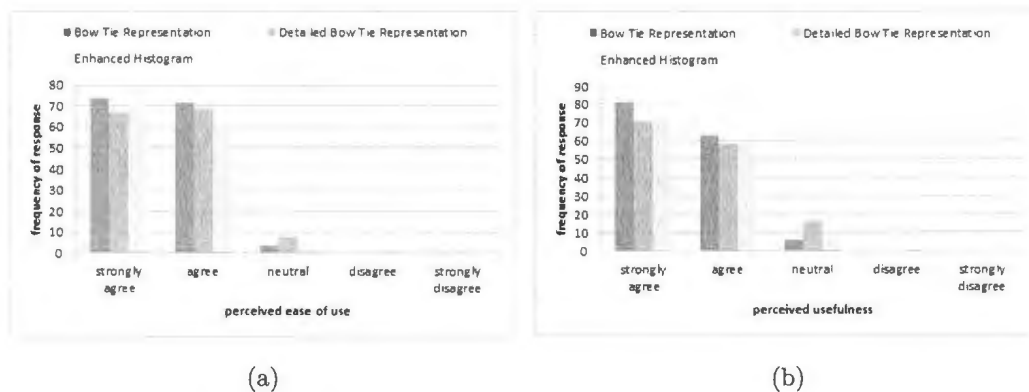 Bow Tie Representation Detailed Bow Tie Representation
Enhanced Histogram
80
70
60
50
40
30
20
10
0
frequency of response
strongly agree
agree
neutral
disagree
strongly disagree
perceived ease of use
(a)
Bow Tie Representation Detailed Bow Tie Representation
Enhanced Histogram
90
80
70
60
50
40
30
20
10
0
frequency of response
strongly agree
agree
neutral
disagree
strongly disagree
perceived usefulness
(b)